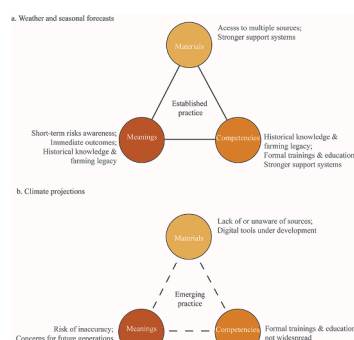 a. Weather and seasonal forecasts
Acesss to multiple sources;
Stronger support systems
Materials
Established
practice
Short-term risks awareness;
Immediate outcomes;
Historical knowledge &
farming legacy
Meanings
Competencies
Historical knowledge &
farming legacy;
Formal trainings & education
Stronger support systems
b. Climate projections
Lack of or unaware of sources;
Digital tools under development
Materials
Emerging
practice
Risk of inaccuracy;
Concerns for future generations
Meanings
Competencies
Formal trainings & education
not widespread